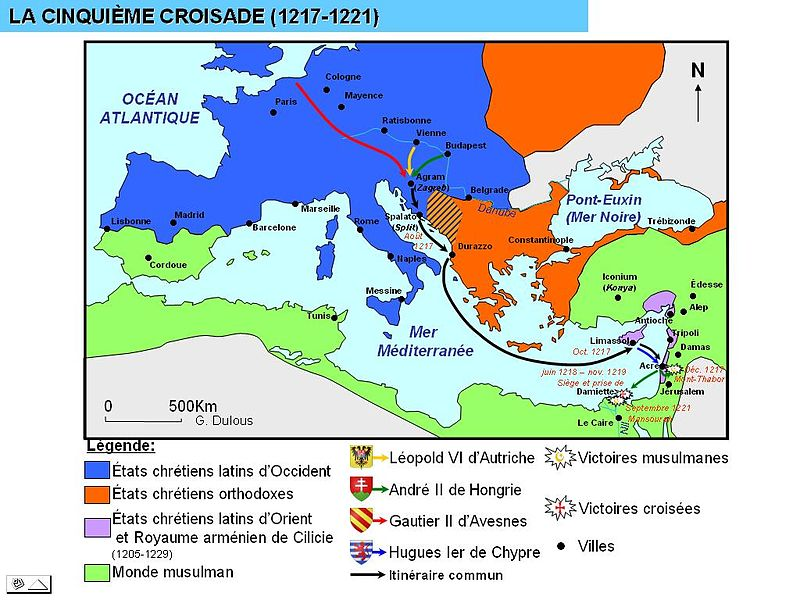 LA CINQUIÈME CROISADE (1217-1221)
Cologne
N
Mayence
OCÉAN
ATLANTIQUE
Paris
Ratisbonne
Vienne
Budapest
Agram
(Zagreb)
Belgrade
Danube
Pont-Euxin
(Mer Noire)
Trébizonde
Lisbonne
Madrid
Barcelone
Marseille
Rome
Spalato
(Split)
Août
1217
Durazzo
Constantinople
Cordoue
Naples
Iconium
(Konya)
Édesse
Messine
Alep
Antioche
Tunis
Mer
Méditerranée
Limassol
Tripoli
Oct. 1217
Damas
Acre
Déc. 1217
Mont-Thabor
juin 1218 – nov. 1219
Siège et prise de
Damiette
Jérusalem
0 500Km
G. Dulous
Septembre 1221
Mansourah
Le Caire
Nil
Légende:
États chrétiens latins d'Occident
États chrétiens orthodoxes
États chrétiens latins d'Orient
et Royaume arménien de Cilicie
(1205-1229)
Monde musulman
Léopold VI d'Autriche
André II de Hongrie
Gautier II d'Avesnes
Hugues Ier de Chypre
Itinéraire commun
Victoires musulmanes
Victoires croisées
Villes